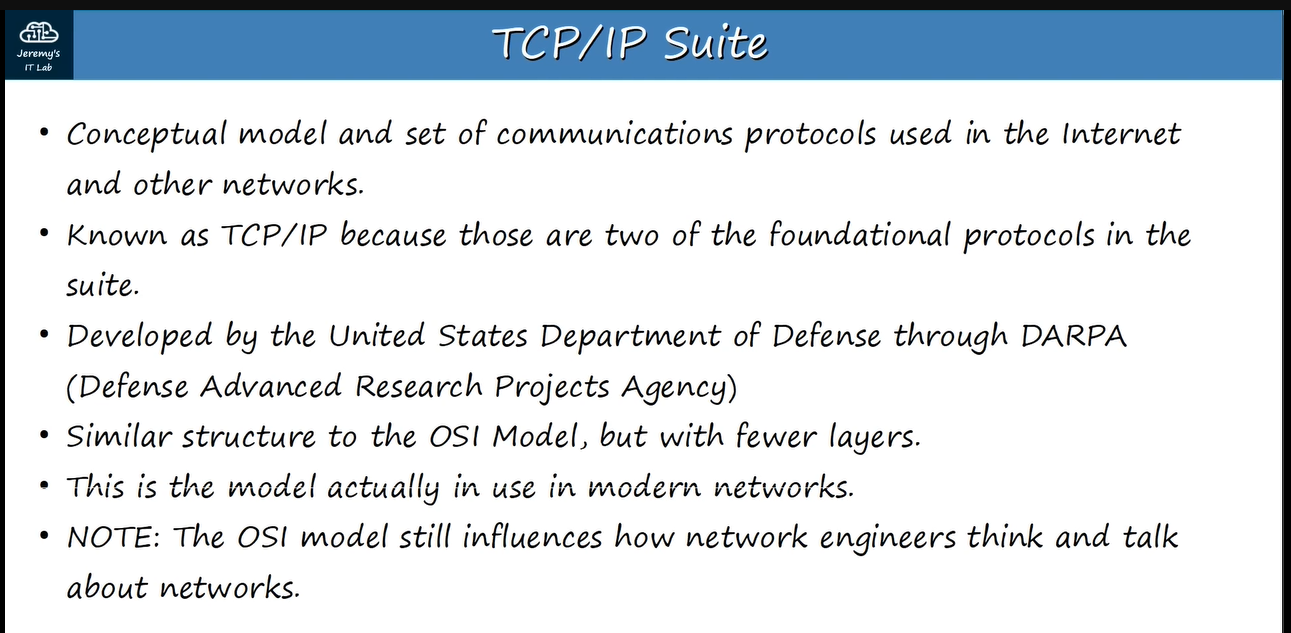 Jeremy's
IT Lab
TCP/IP Suite
• Conceptual model and set of communications protocols used in the Internet
and other networks.
• Known as TCP/IP because those are two of the foundational protocols in the
suite.
• Developed by the United States Department of Defense through DARPA
(Defense Advanced Research Projects Agency)
• Similar structure to the OSI Model, but with fewer layers.
• This is the model actually in use in modern networks.
• NOTE: The OSI model still influences how network engineers think and talk
about networks.